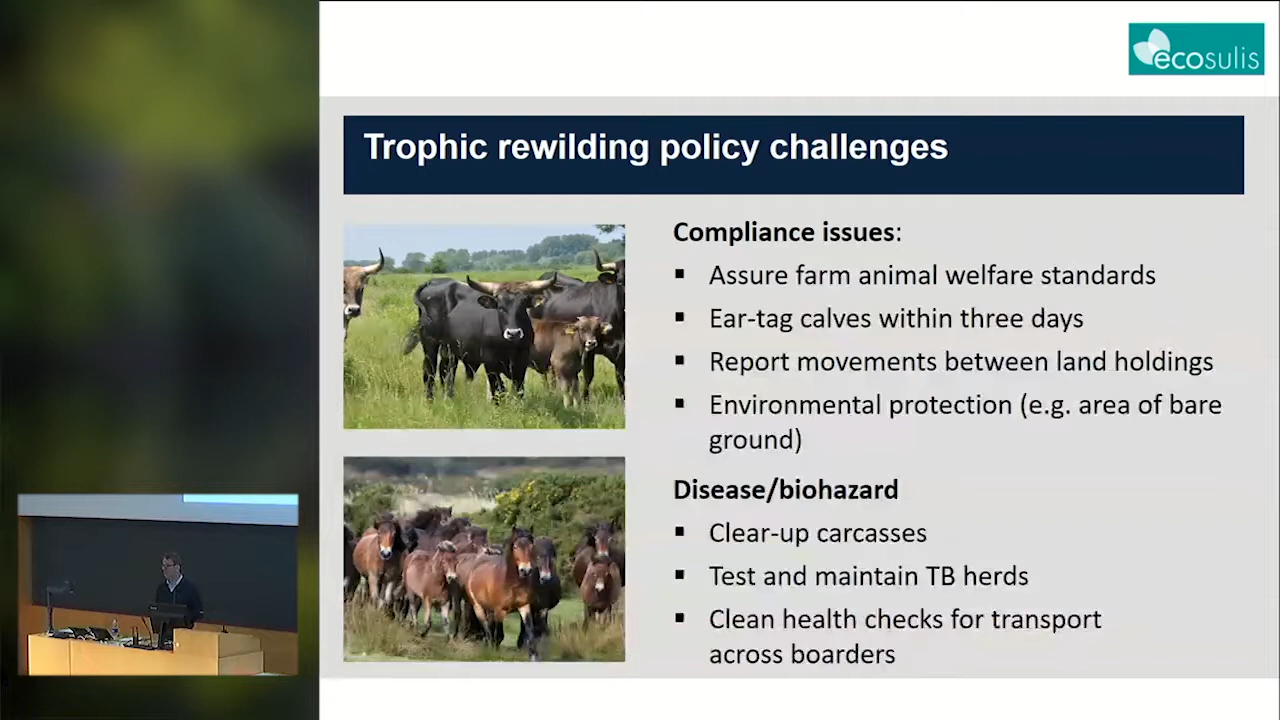 ecosulis
Trophic rewilding policy challenges
Compliance issues:
▪ Assure farm animal welfare standards
▪ Ear-tag calves within three days
▪ Report movements between land holdings
▪ Environmental protection (e.g. area of bare
ground)
Disease/biohazard
▪ Clear-up carcasses
▪ Test and maintain TB herds
▪ Clean health checks for transport
across boarders